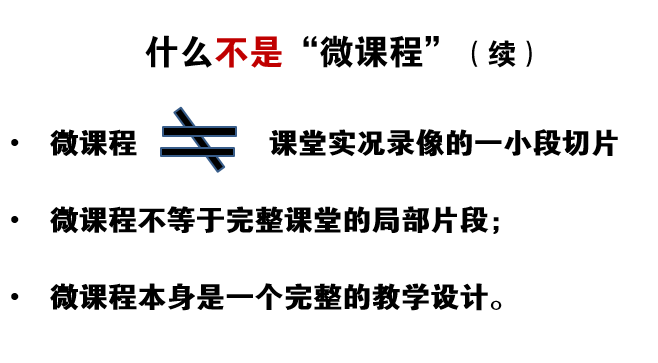 什么不是“微课程”（续）
• 微课程 ≠ 课堂实况录像的一小段切片
• 微课程不等于完整课堂的局部片段；
• 微课程本身是一个完整的教学设计。